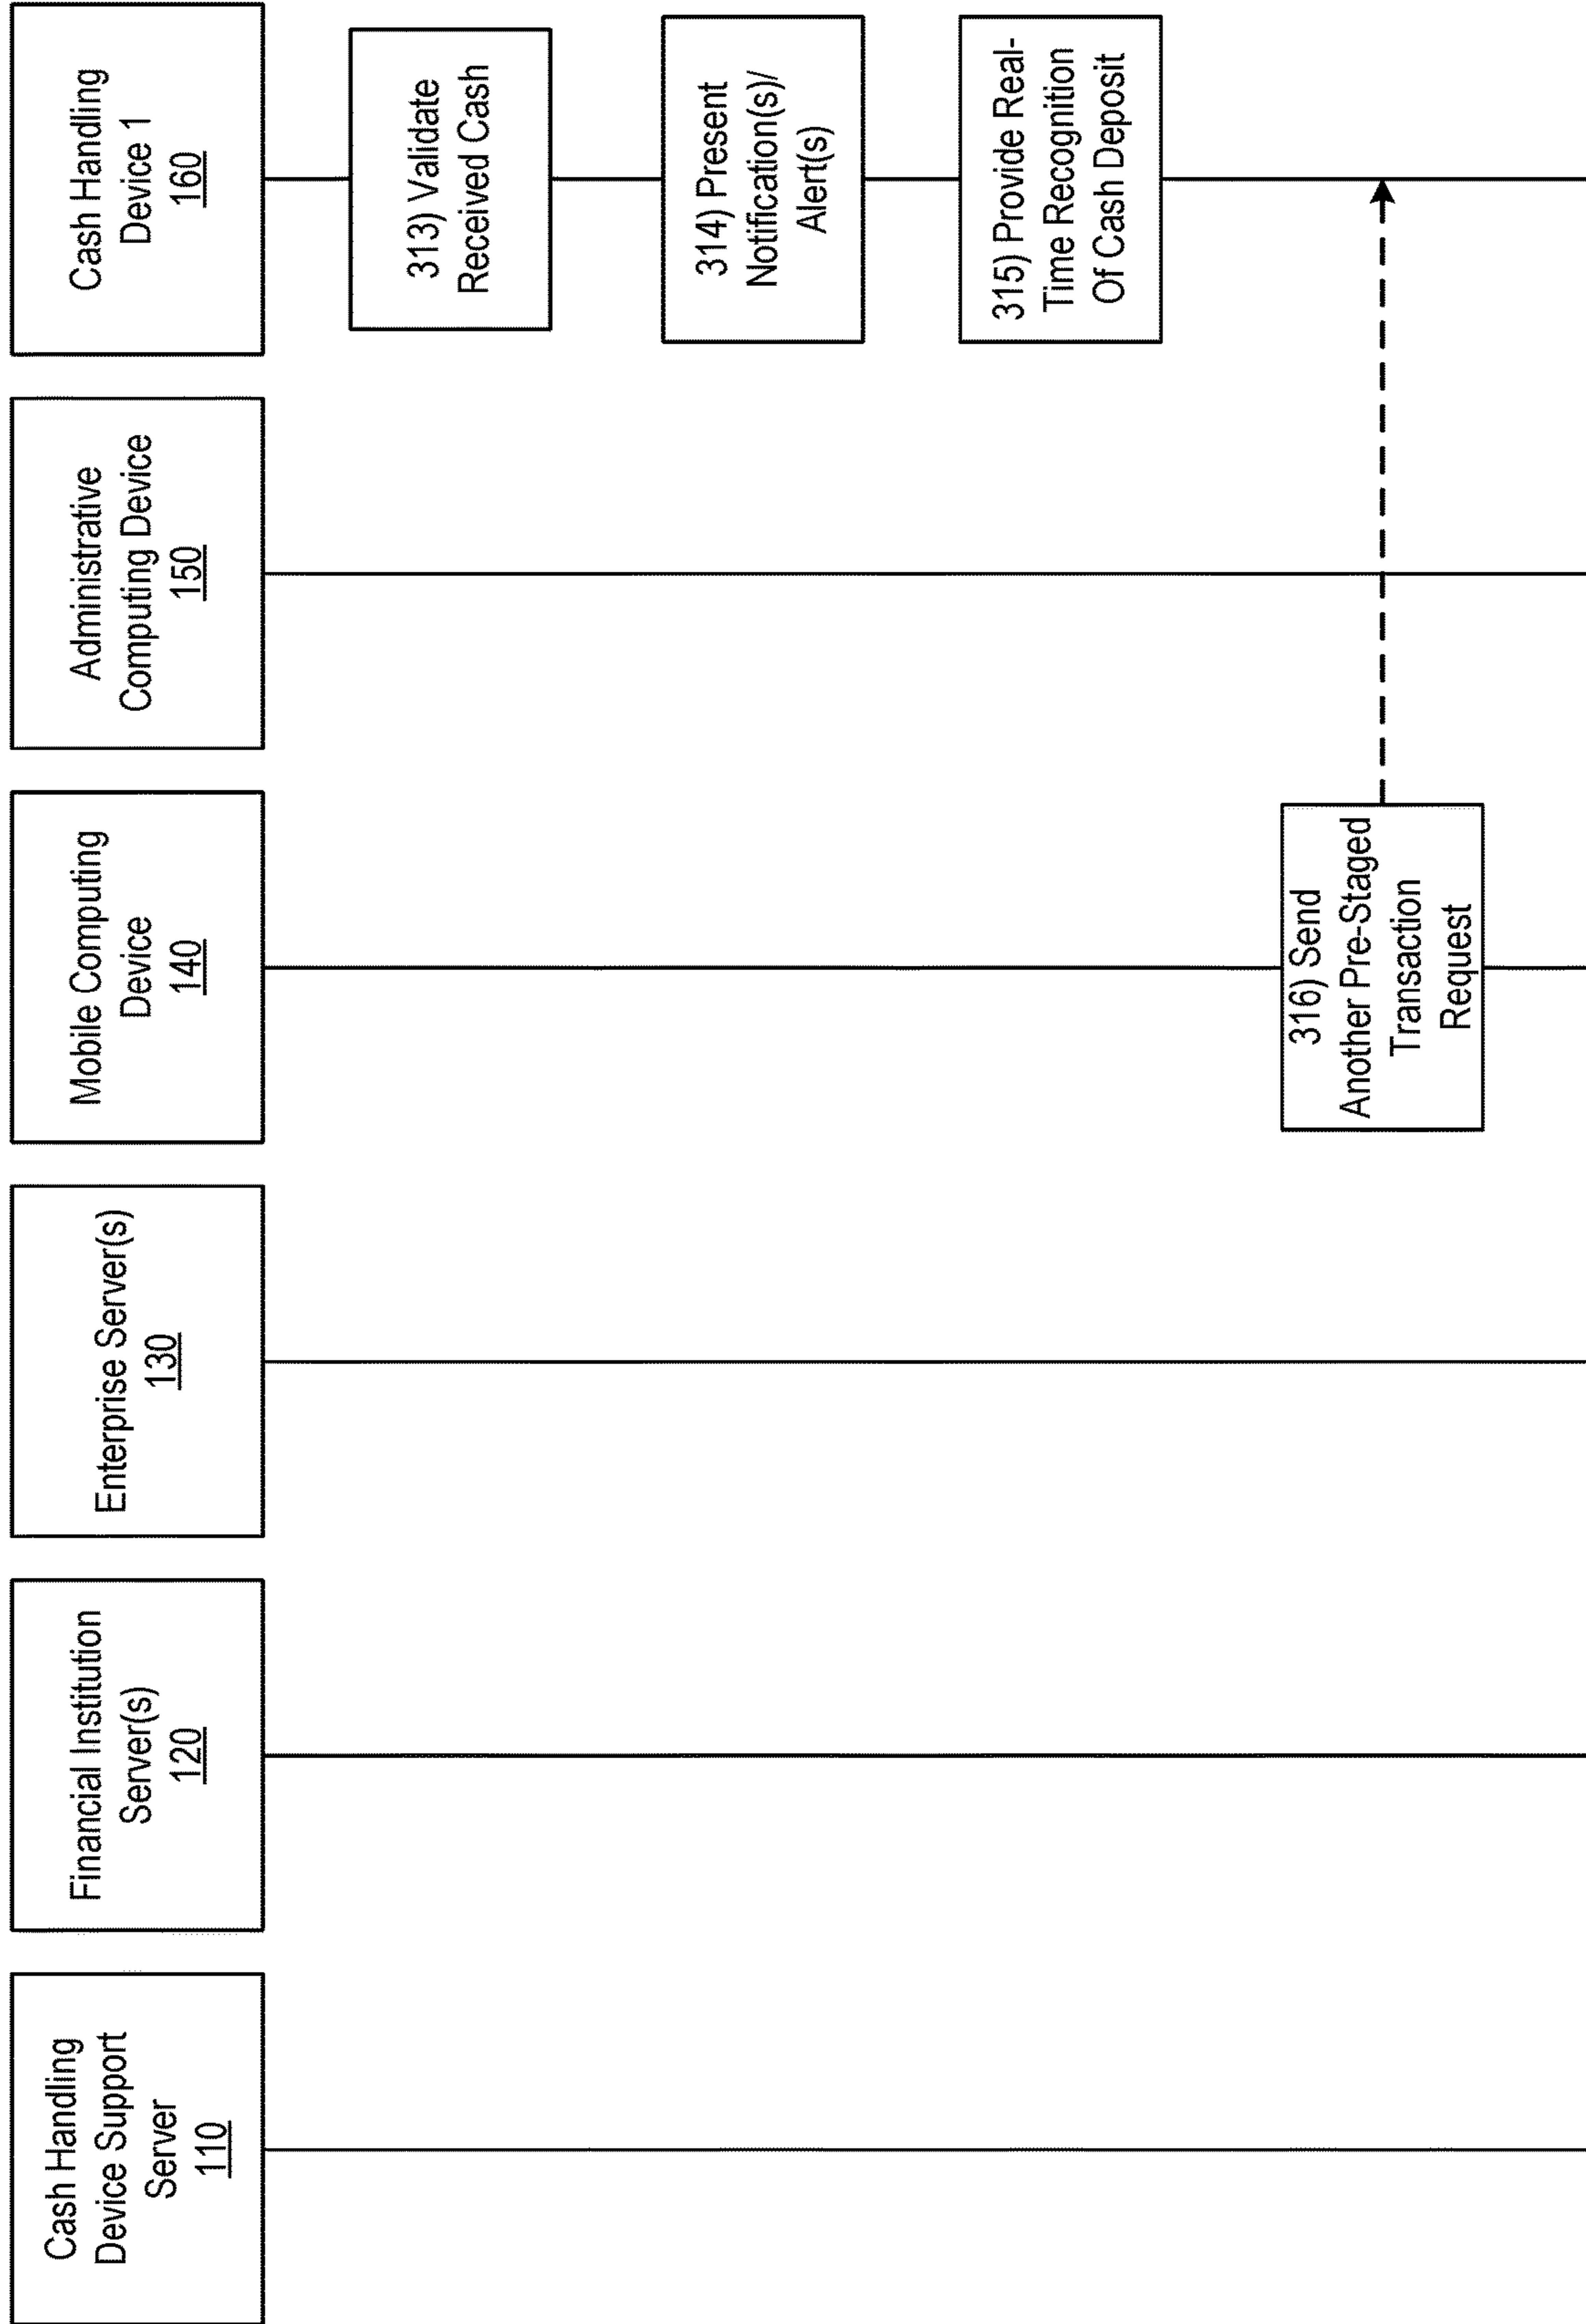 Cash Handling
Device Support
Server
110
Financial Institution
Server(s)
120
Enterprise Server(s)
130
Mobile Computing
Device
140
Administrative
Computing Device
150
Cash Handling
Device 1
160
313) Validate
Received Cash
314) Present
Notification(s)/
Alert(s)
315) Provide Real-
Time Recognition
Of Cash Deposit
316) Send
Another Pre-Staged
Transaction
Request